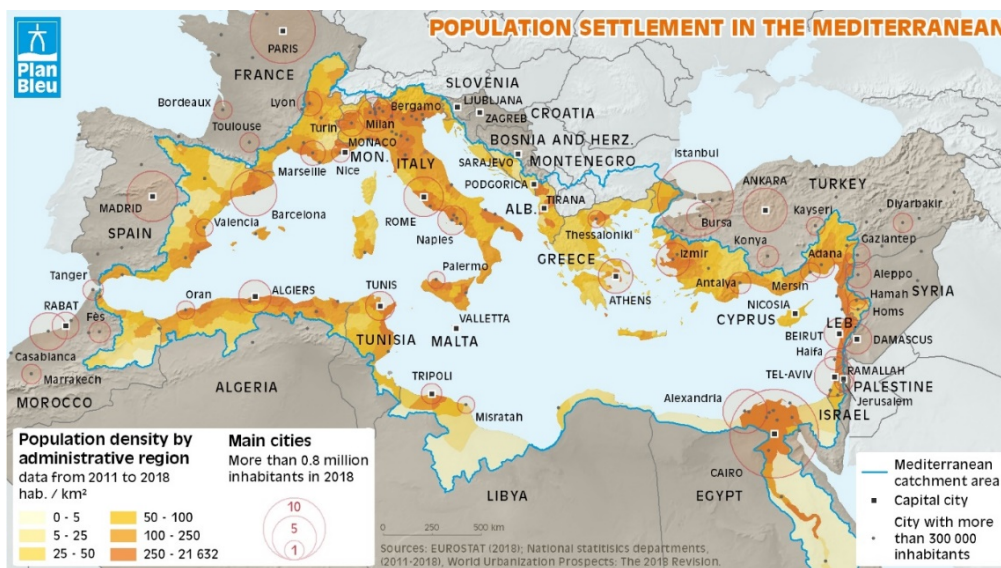 POPULATION SETTLEMENT IN THE MEDITERRANEAN
Plan
Bleu
PARIS
FRANCE
Bordeaux
Lyon
Toulouse
SLOVENIA
LJUBLJANA
ZAGREB
CROATIA
BOSNIA AND HERZ.
SARAJEVO
MONTENEGRO
PODGORICA
Bergamo
Turin
Milan
MONACO
MON.
ITALY
Marseille
Nice
MADRID
SPAIN
Valencia
Barcelona
ROME
Naples
ALB.
TIRANA
Thessaloniki
GREECE
ATHENS
Istanbul
Bursa
ANKARA
TURKEY
Kayseri
Diyarbakir
Konya
Gaziantep
Izmir
Antalya
Mersin
Adana
Aleppo
Hamah
SYRIA
Homs
NICOSIA
CYPRUS
LEB.
BEIRUT
DAMASCUS
Haifa
TEL-AVIV
RAMALLAH
PALESTINE
Jerusalem
ISRAEL
Palermo
Tanger
RABAT
Fès
Casablanca
Marrakech
MOROCCO
Oran
ALGIERS
ALGERIA
TUNIS
TUNISIA
VALLETTA
MALTA
TRIPOLI
Misratah
LIBYA
Alexandria
CAIRO
EGYPT
Population density by
administrative region
data from 2011 to 2018
hab. / km²
0 - 5
5 - 25
25 - 50
50 - 100
100 - 250
250 - 21 632
Main cities
More than 0.8 million
inhabitants in 2018
10
5
1
0 250 500 km
Sources: EUROSTAT (2018); National statitisics departments,
(2011-2018), World Urbanization Prospects: The 2018 Revision.
Mediterranean
catchment area
Capital city
City with more
than 300 000
inhabitants